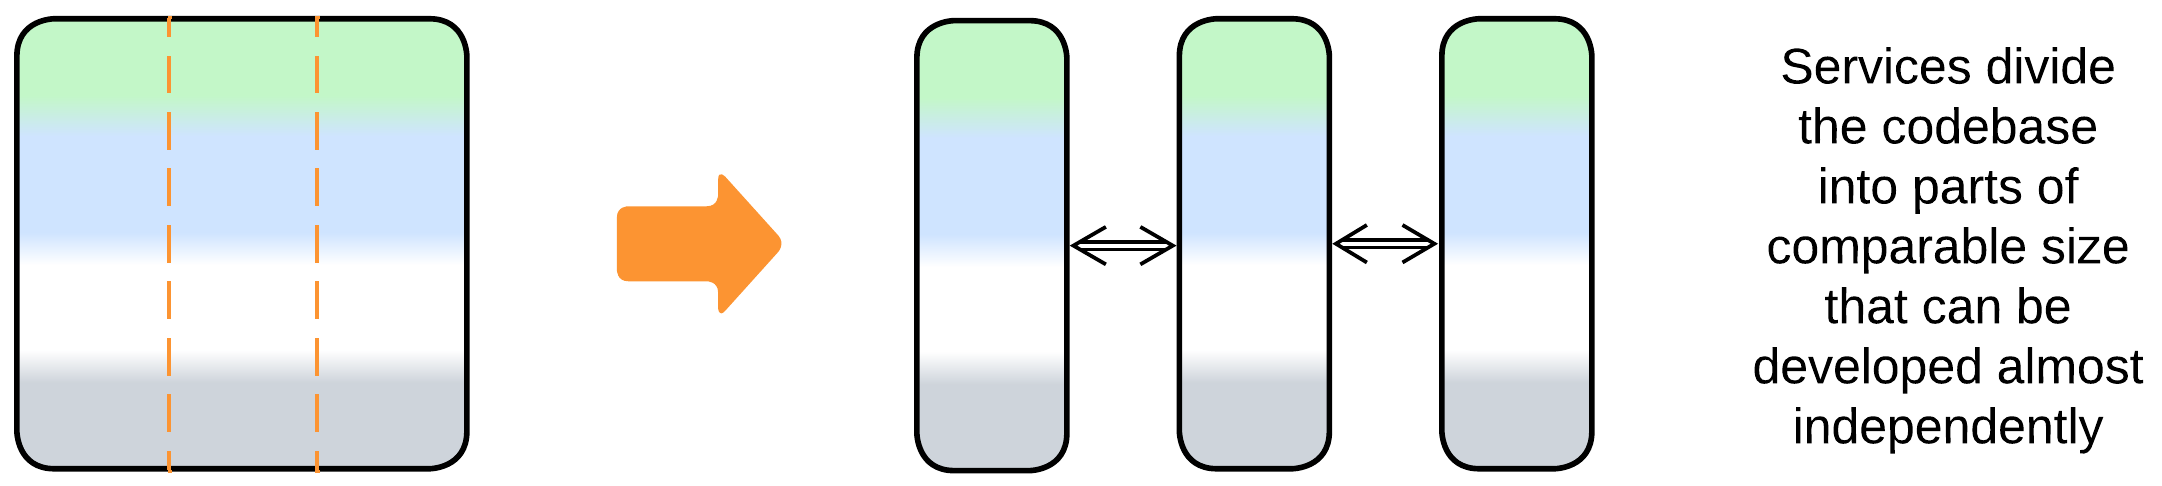 Services divide
the codebase
into parts of
comparable size
that can be
developed almost
independently